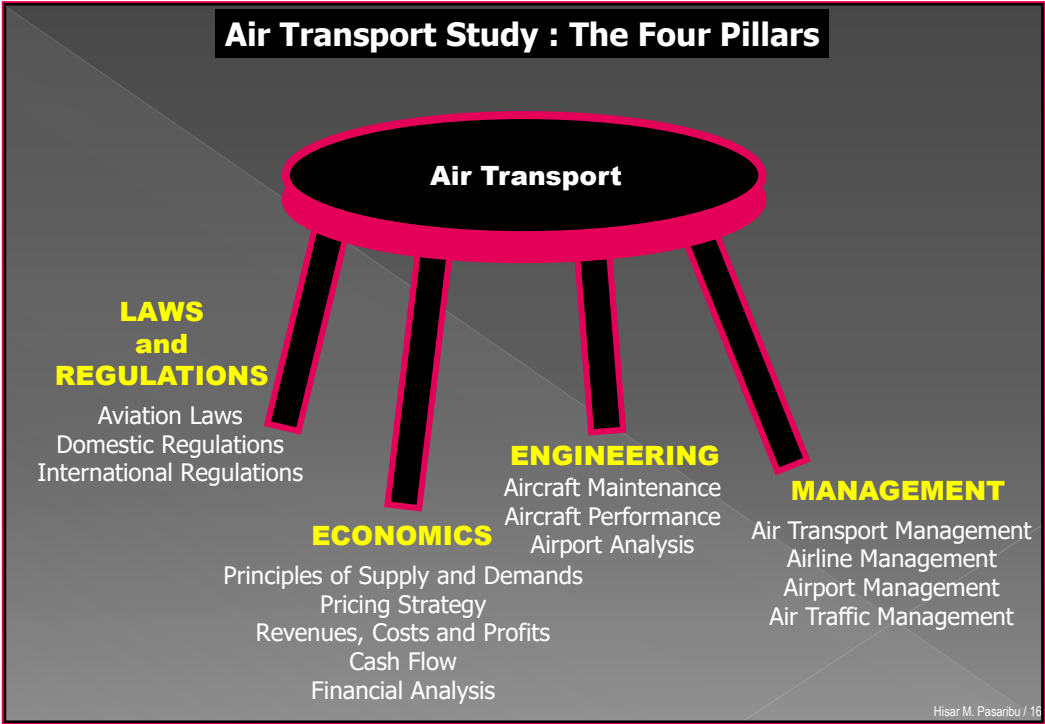 Air Transport Study : The Four Pillars
Air Transport
LAWS
and
REGULATIONS
Aviation Laws
Domestic Regulations
International Regulations
ECONOMICS
Principles of Supply and Demands
Pricing Strategy
Revenues, Costs and Profits
Cash Flow
Financial Analysis
ENGINEERING
Aircraft Maintenance
Aircraft Performance
Airport Analysis
MANAGEMENT
Air Transport Management
Airline Management
Airport Management
Air Traffic Management
Hisar M. Pasaribu / 16